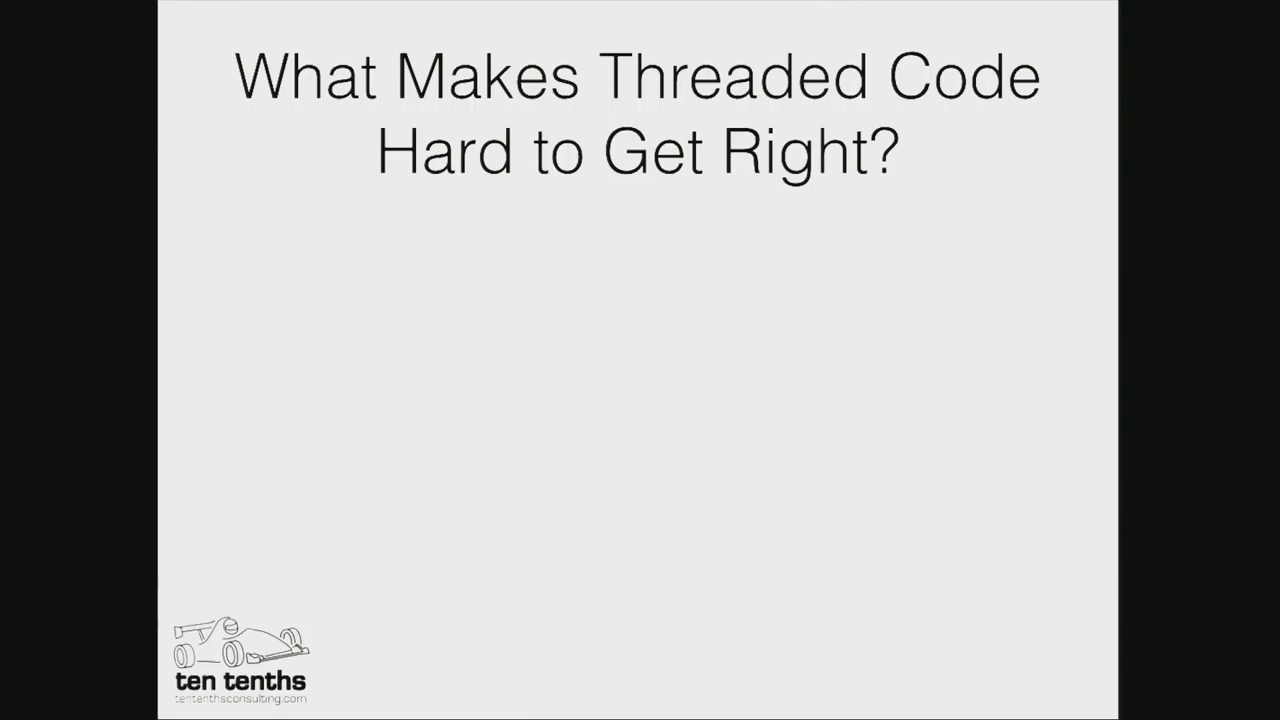 What Makes Threaded Code
Hard to Get Right?
ten tenths
tententhsconsulting.com